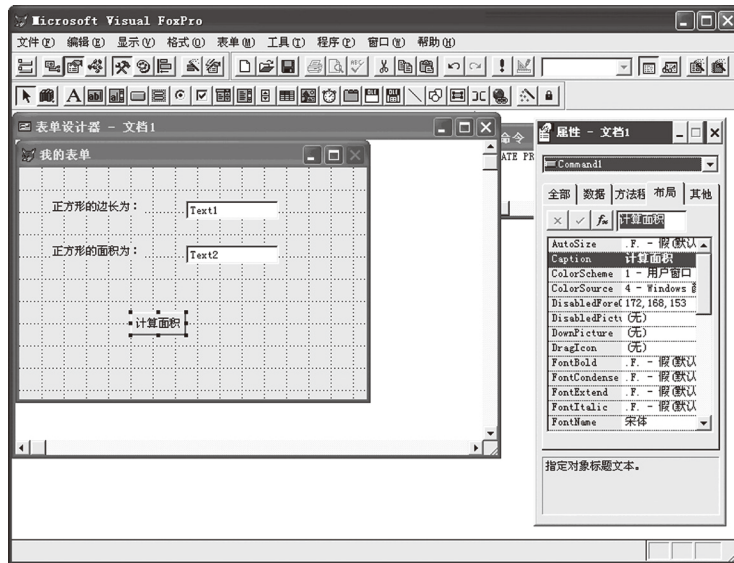 Microsoft Visual FoxPro
文件(F) 编辑(E) 显示(V) 格式(O) 表单(M) 工具(T) 程序(P) 窗口(W) 帮助(H)
表单设计器 - 文档1
我的表单
正方形的边长为:
Text1
正方形的面积为:
Text2
计算面积
命令
ATE PR
属性 - 文档1
Command1
全部 数据 方法程 布局 其他
计算面积
AutoSize .F. - 假(默认
Caption 计算面积
ColorScheme 1 - 用户窗口
ColorSource 4 - Windows
DisabledForeC 172,168,153
DisabledPictu (无)
DownPicture (无)
DragIcon (无)
FontBold .F. - 假(默认
FontCondense .F. - 假(默认
FontExtend .F. - 假(默认
FontItalic .F. - 假(默认
FontName 宋体
指定对象标题文本。